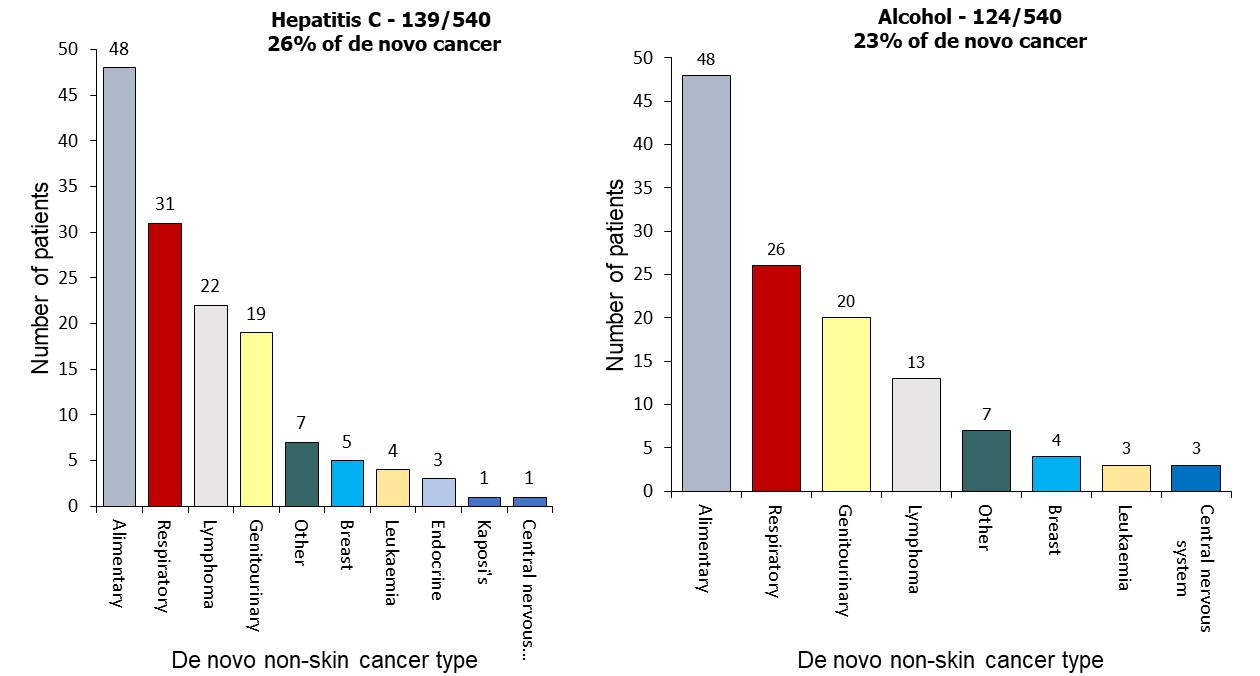 Hepatitis C - 139/540
26% of de novo cancer
Number of patients
50
45
40
35
30
25
20
15
10
5
0
48
31
22
19
7
5
4
3
1
1
Alimentary
Respiratory
Lymphoma
Genitourinary
Other
Breast
Leukaemia
Endocrine
Kaposi's
Central nervous...
De novo non-skin cancer type
Alcohol - 124/540
23% of de novo cancer
Number of patients
50
45
40
35
30
25
20
15
10
5
0
48
26
20
13
7
4
3
3
Alimentary
Respiratory
Genitourinary
Lymphoma
Other
Breast
Leukaemia
Central nervous
system
De novo non-skin cancer type